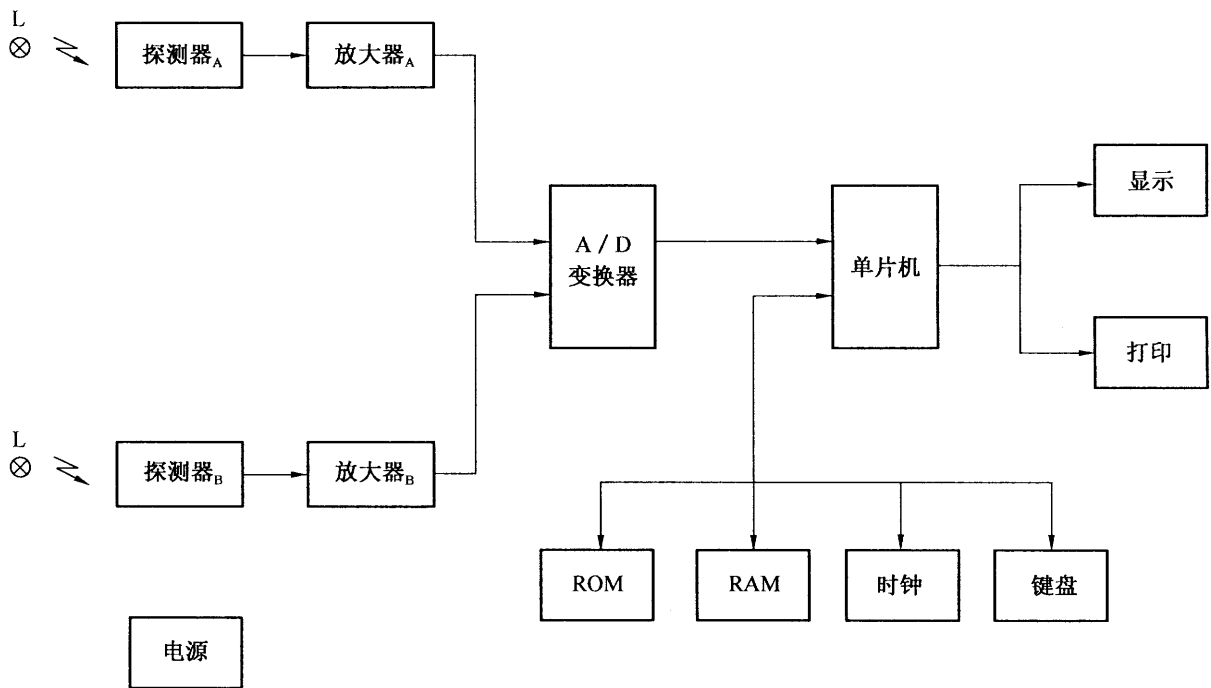 L
探测器A
放大器A
显示
A/D
变换器
单片机
打印
L
探测器B
放大器B
ROM
RAM
时钟
键盘
电源